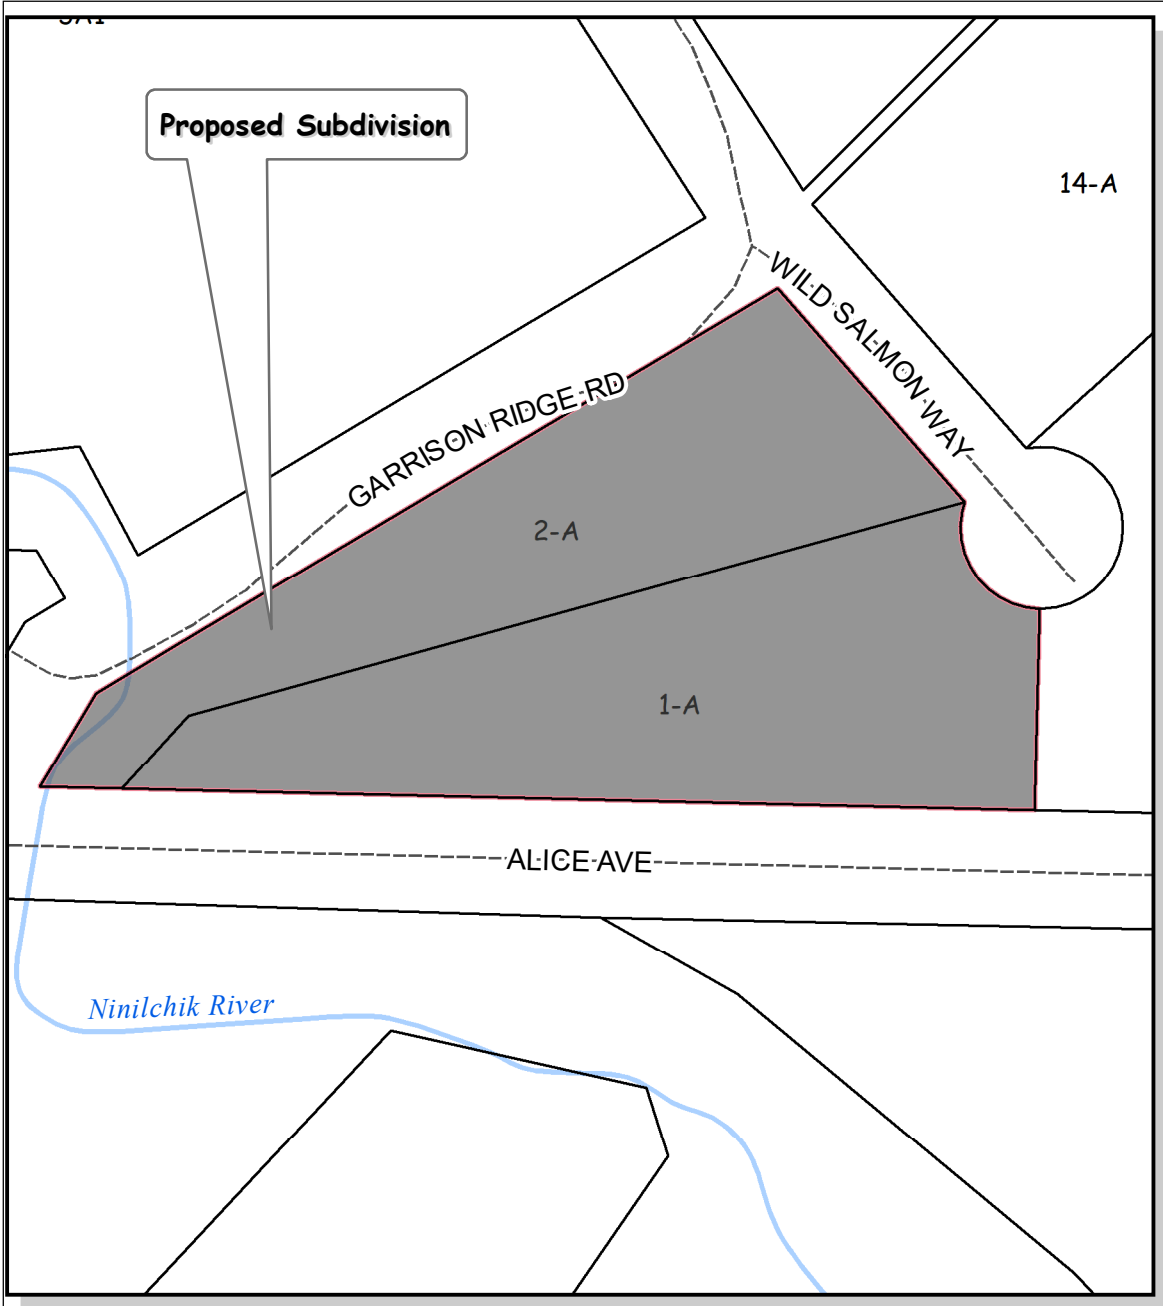 Proposed Subdivision
14-A
WILD SALMON WAY
GARRISON RIDGE RD
2-A
1-A
ALICE AVE
Ninilchik River